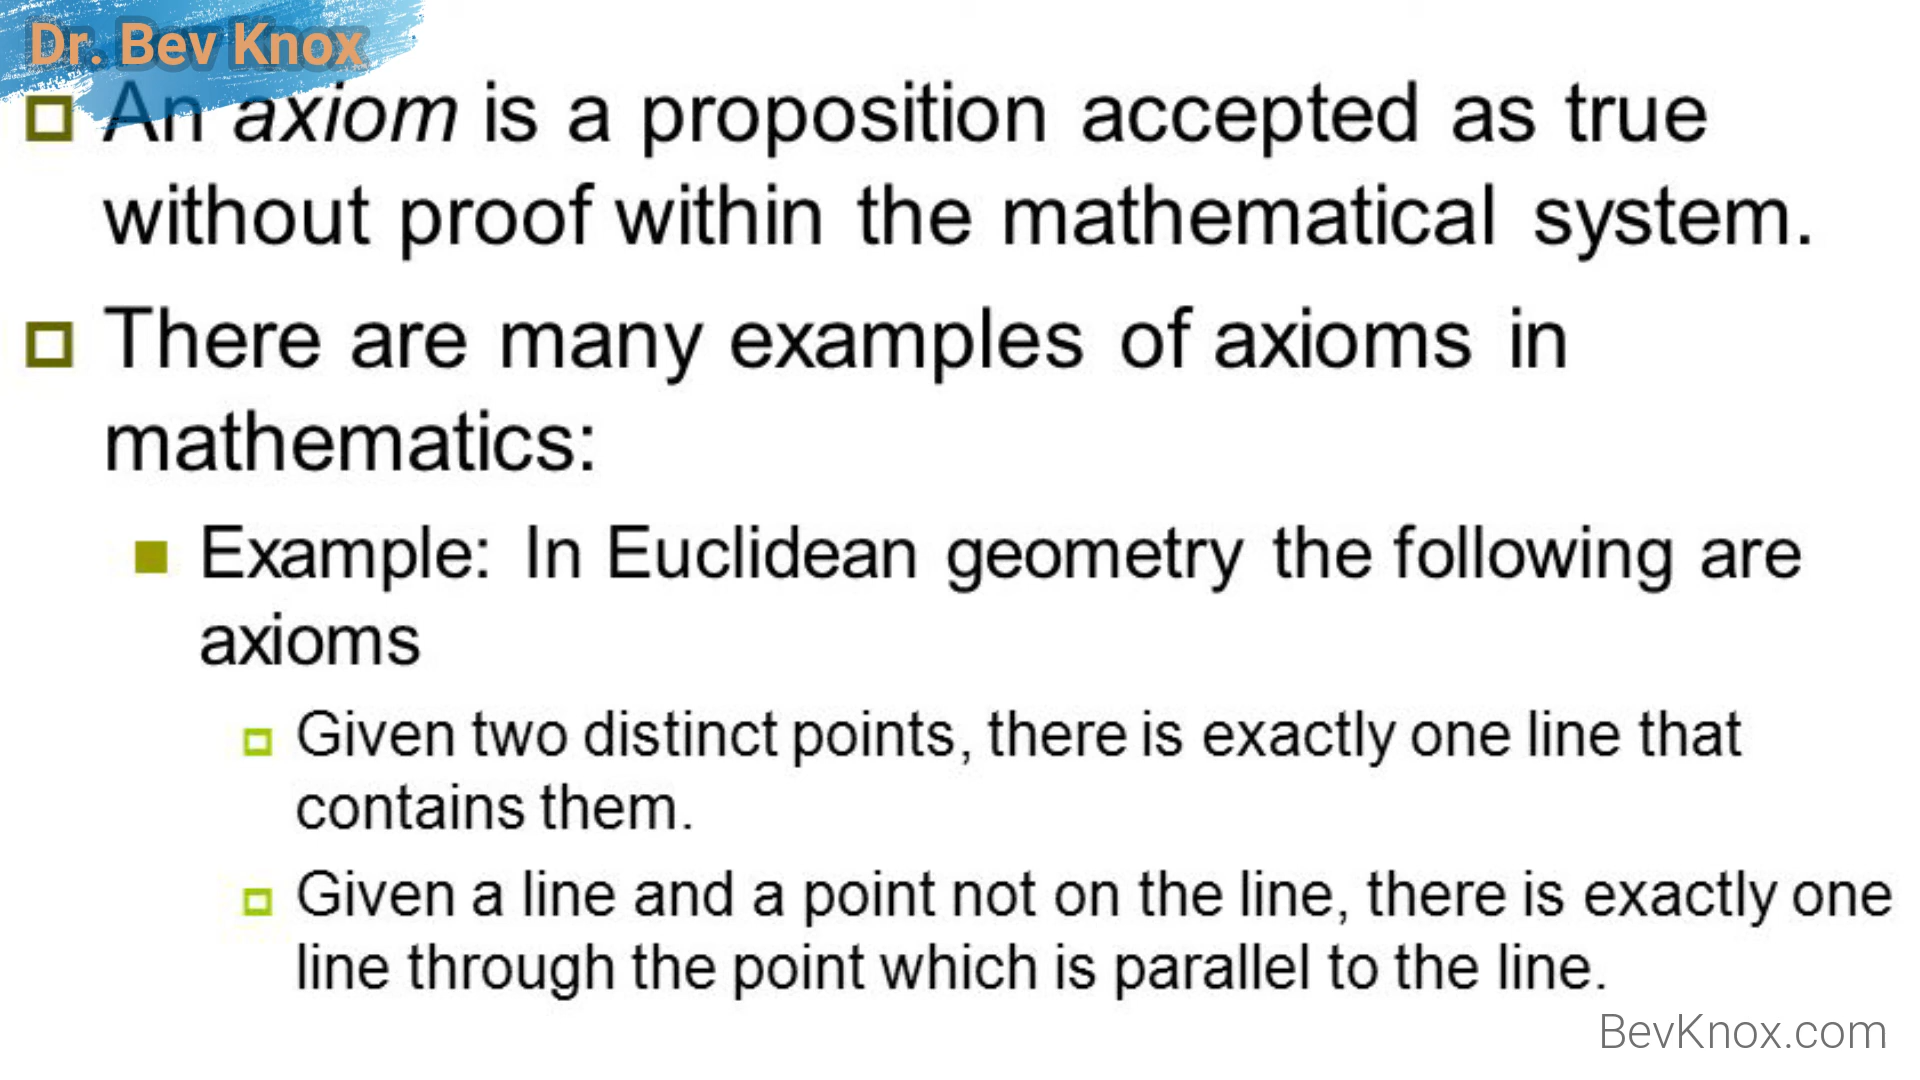 Dr. Bev Knox
An axiom is a proposition accepted as true
without proof within the mathematical system.
There are many examples of axioms in
mathematics:
Example: In Euclidean geometry the following are
axioms
Given two distinct points, there is exactly one line that
contains them.
Given a line and a point not on the line, there is exactly one
line through the point which is parallel to the line.
BevKnox.com